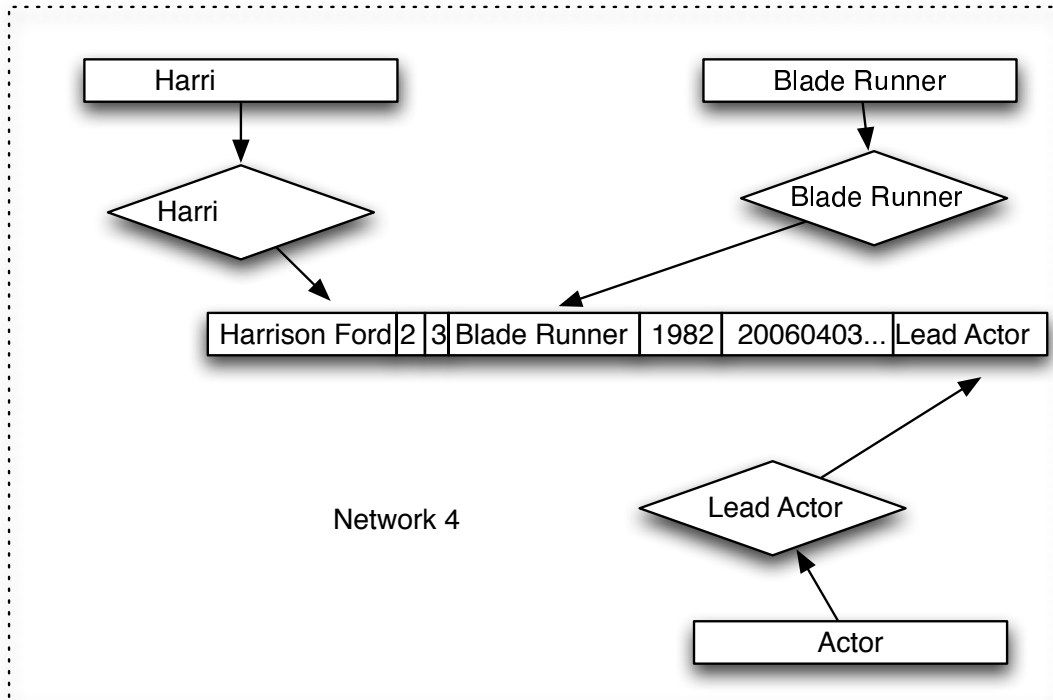 Harri
Blade Runner
Harri
Blade Runner
Harrison Ford 2 3 Blade Runner 1982 20060403... Lead Actor
Lead Actor
Network 4
Actor